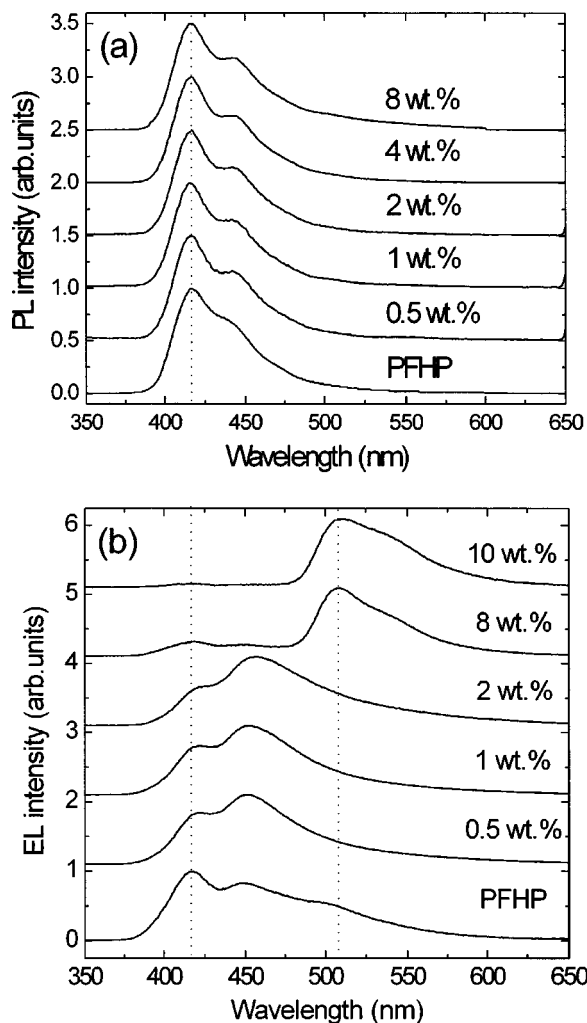 (a)
3.5
3.0
2.5
2.0
1.5
1.0
0.5
0.0
PL intensity (arb.units)
8 wt.%
4 wt.%
2 wt.%
1 wt.%
0.5 wt.%
PFHP
350 400 450 500 550 600 650
Wavelength (nm)
(b)
6
5
4
3
2
1
0
EL intensity (arb.units)
10 wt.%
8 wt.%
2 wt.%
1 wt.%
0.5 wt.%
PFHP
350 400 450 500 550 600 650
Wavelength (nm)